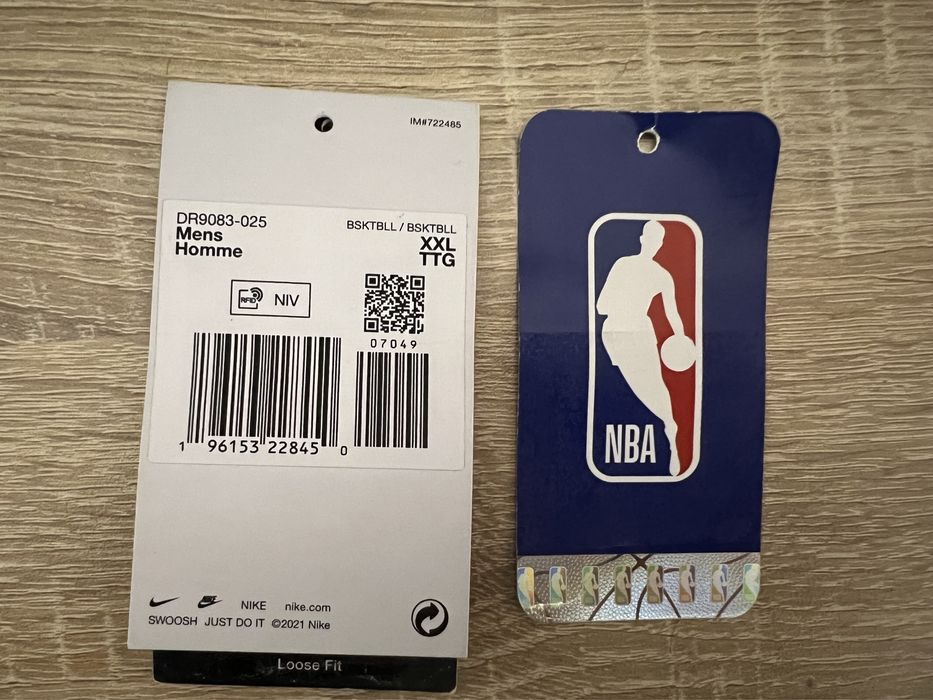 IM#722485
DR9083-025
Mens
Homme
BSKTBLL / BSKTBLL
XXL
TTG
RFID
NIV
07049
1 96153 22845 0
NIKE nike.com
SWOOSH JUST DO IT ©2021 Nike
Loose Fit
NBA